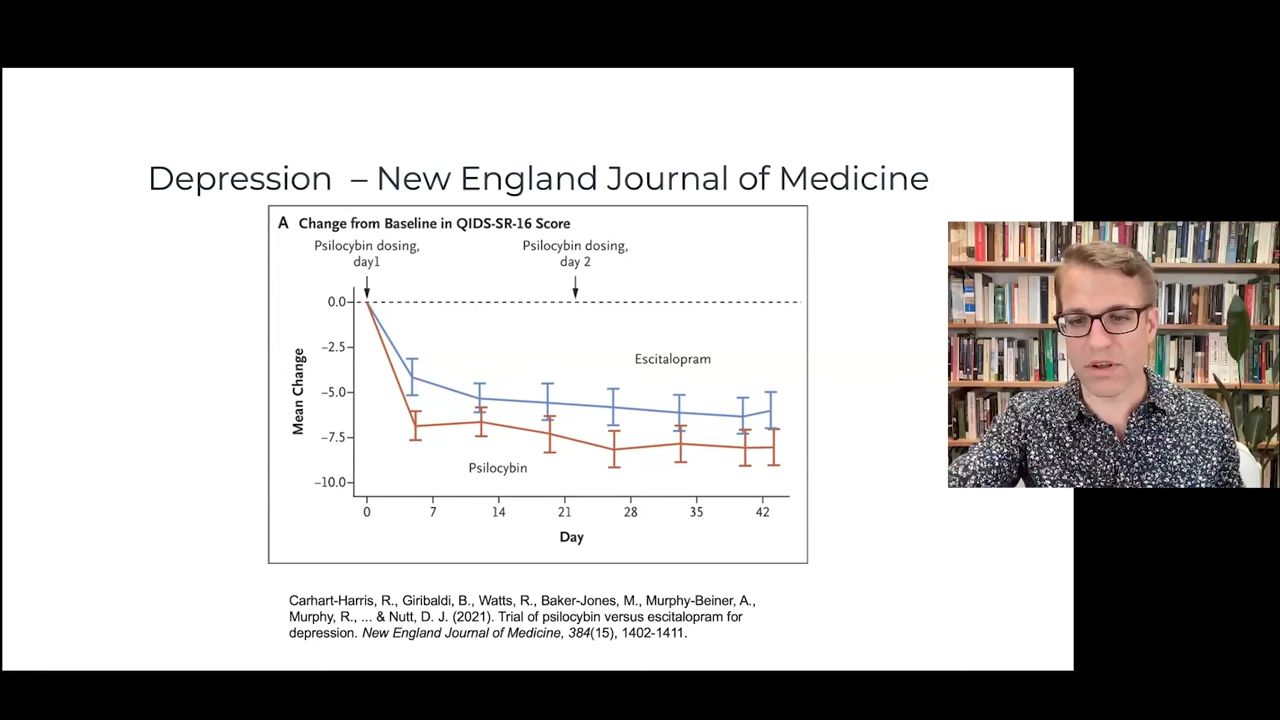 Depression – New England Journal of Medicine
A Change from Baseline in QIDS-SR-16 Score
Psilocybin dosing,
day1
Psilocybin dosing,
day 2
0.0
−2.5
−5.0
−7.5
−10.0
Mean Change
Escitalopram
Psilocybin
0 7 14 21 28 35 42
Day
Carhart-Harris, R., Giribaldi, B., Watts, R., Baker-Jones, M., Murphy-Beiner, A.,
Murphy, R., ... & Nutt, D. J. (2021). Trial of psilocybin versus escitalopram for
depression. New England Journal of Medicine, 384(15), 1402-1411.